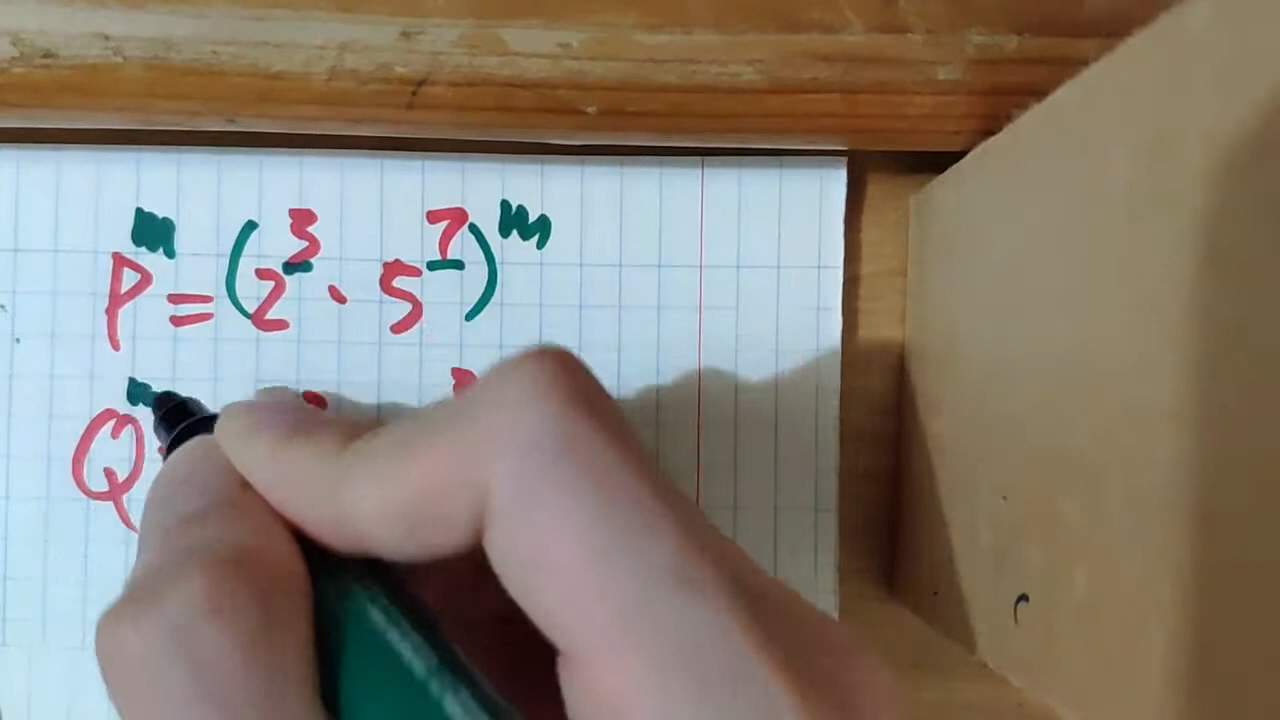 P^m = (2^3 · 5^7)^m
Q